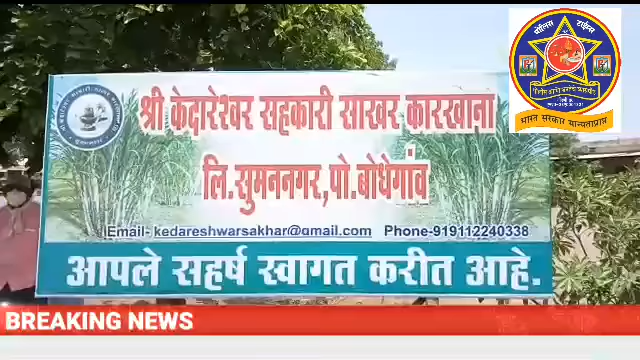 पोलिस टाईम्स
भारत सरकार मान्यताप्राप्त
श्री केदारेश्वर सहकारी साखर कारखाना
लि.सुमननगर,पो.बोधेगांव
Email- kedareshwarsakhar@gmail.com Phone-919112240338
आपले सहर्ष स्वागत करीत आहे.
BREAKING NEWS